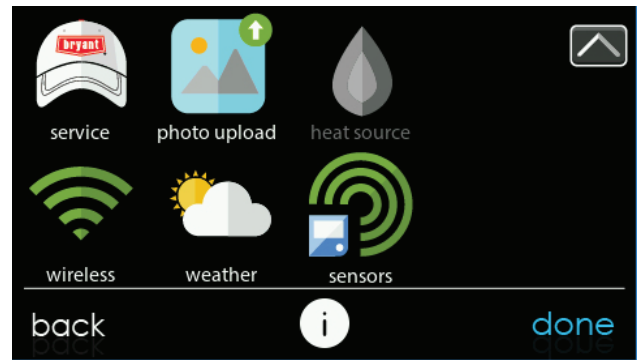 bryant
service photo upload heat source
wireless weather sensors
back i done